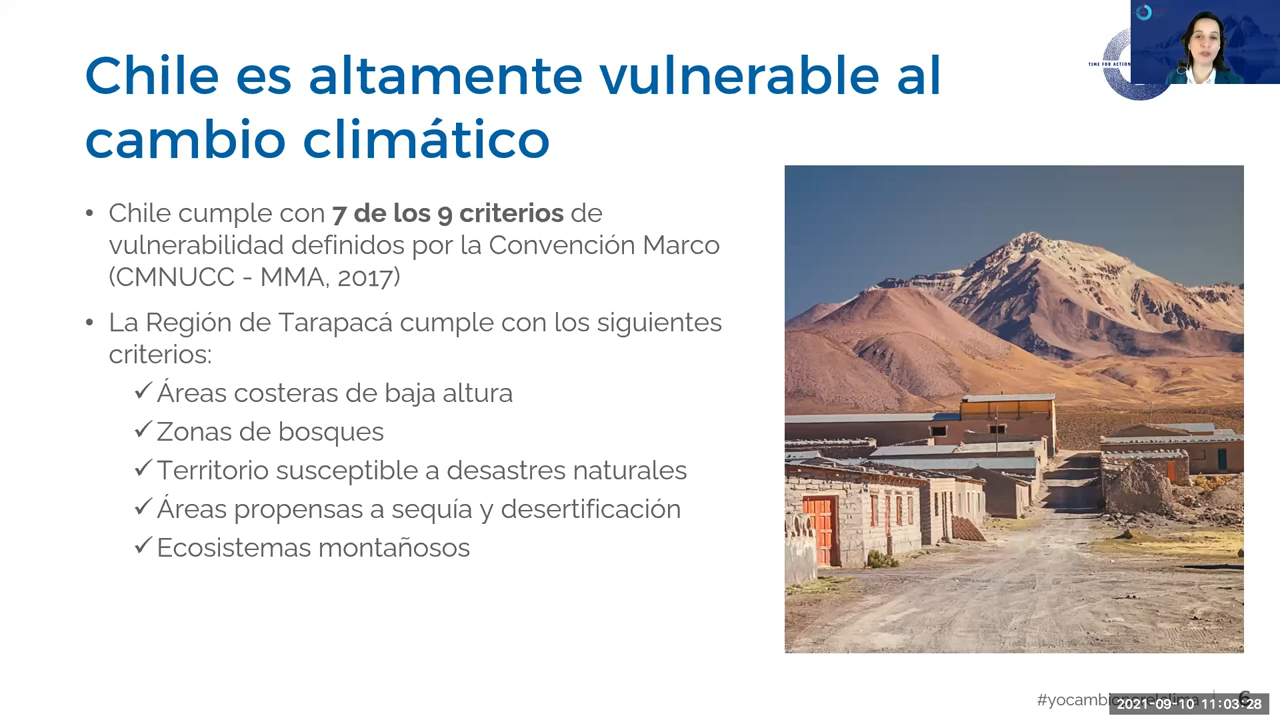 Chile es altamente vulnerable al
cambio climático
TIME FOR ACTION
• Chile cumple con 7 de los 9 criterios de
vulnerabilidad definidos por la Convención Marco
(CMNUCC - MMA, 2017)
• La Región de Tarapacá cumple con los siguientes
criterios:
✓ Áreas costeras de baja altura
✓ Zonas de bosques
✓ Territorio susceptible a desastres naturales
✓ Áreas propensas a sequía y desertificación
✓ Ecosistemas montañosos
#yocambioporelclima | 6
2021-09-10 11:03:28